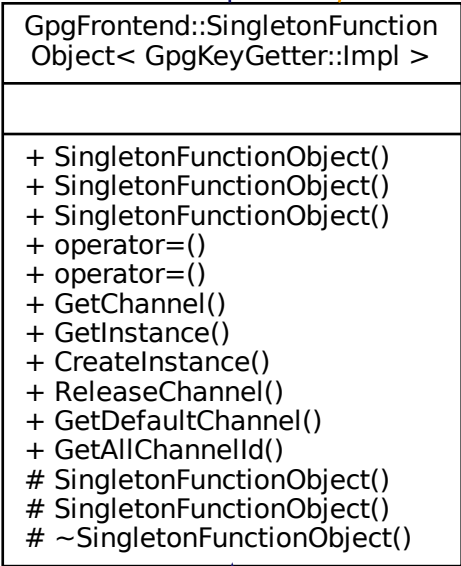 GpgFrontend::SingletonFunction
Object< GpgKeyGetter::Impl >
+ SingletonFunctionObject()
+ SingletonFunctionObject()
+ SingletonFunctionObject()
+ operator=()
+ operator=()
+ GetChannel()
+ GetInstance()
+ CreateInstance()
+ ReleaseChannel()
+ GetDefaultChannel()
+ GetAllChannelId()
# SingletonFunctionObject()
# SingletonFunctionObject()
# ~SingletonFunctionObject()